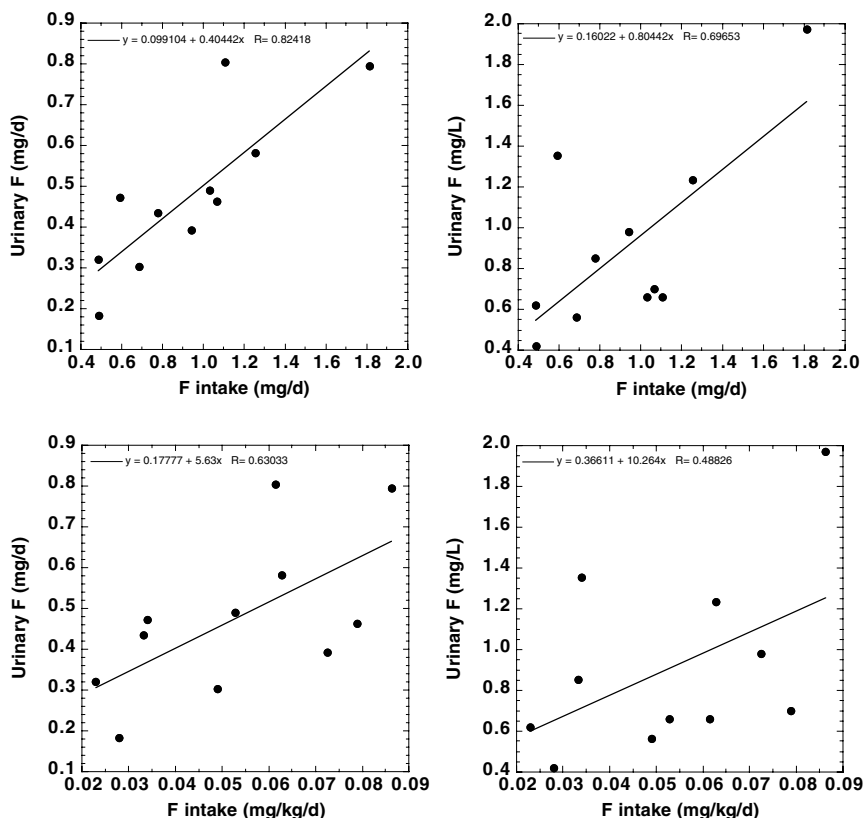 y = 0.099104 + 0.40442x R= 0.82418
Urinary F (mg/d)
0.9
0.8
0.7
0.6
0.5
0.4
0.3
0.2
0.1
0.4 0.6 0.8 1.0 1.2 1.4 1.6 1.8 2.0
F intake (mg/d)
y = 0.16022 + 0.80442x R= 0.69653
Urinary F (mg/L)
2.0
1.8
1.6
1.4
1.2
1.0
0.8
0.6
0.4
0.4 0.6 0.8 1.0 1.2 1.4 1.6 1.8 2.0
F intake (mg/d)
y = 0.17777 + 5.63x R= 0.63033
Urinary F (mg/d)
0.9
0.8
0.7
0.6
0.5
0.4
0.3
0.2
0.1
0.02 0.03 0.04 0.05 0.06 0.07 0.08 0.09
F intake (mg/kg/d)
y = 0.36611 + 10.264x R= 0.48826
Urinary F (mg/L)
2.0
1.8
1.6
1.4
1.2
1.0
0.8
0.6
0.4
0.02 0.03 0.04 0.05 0.06 0.07 0.08 0.09
F intake (mg/kg/d)